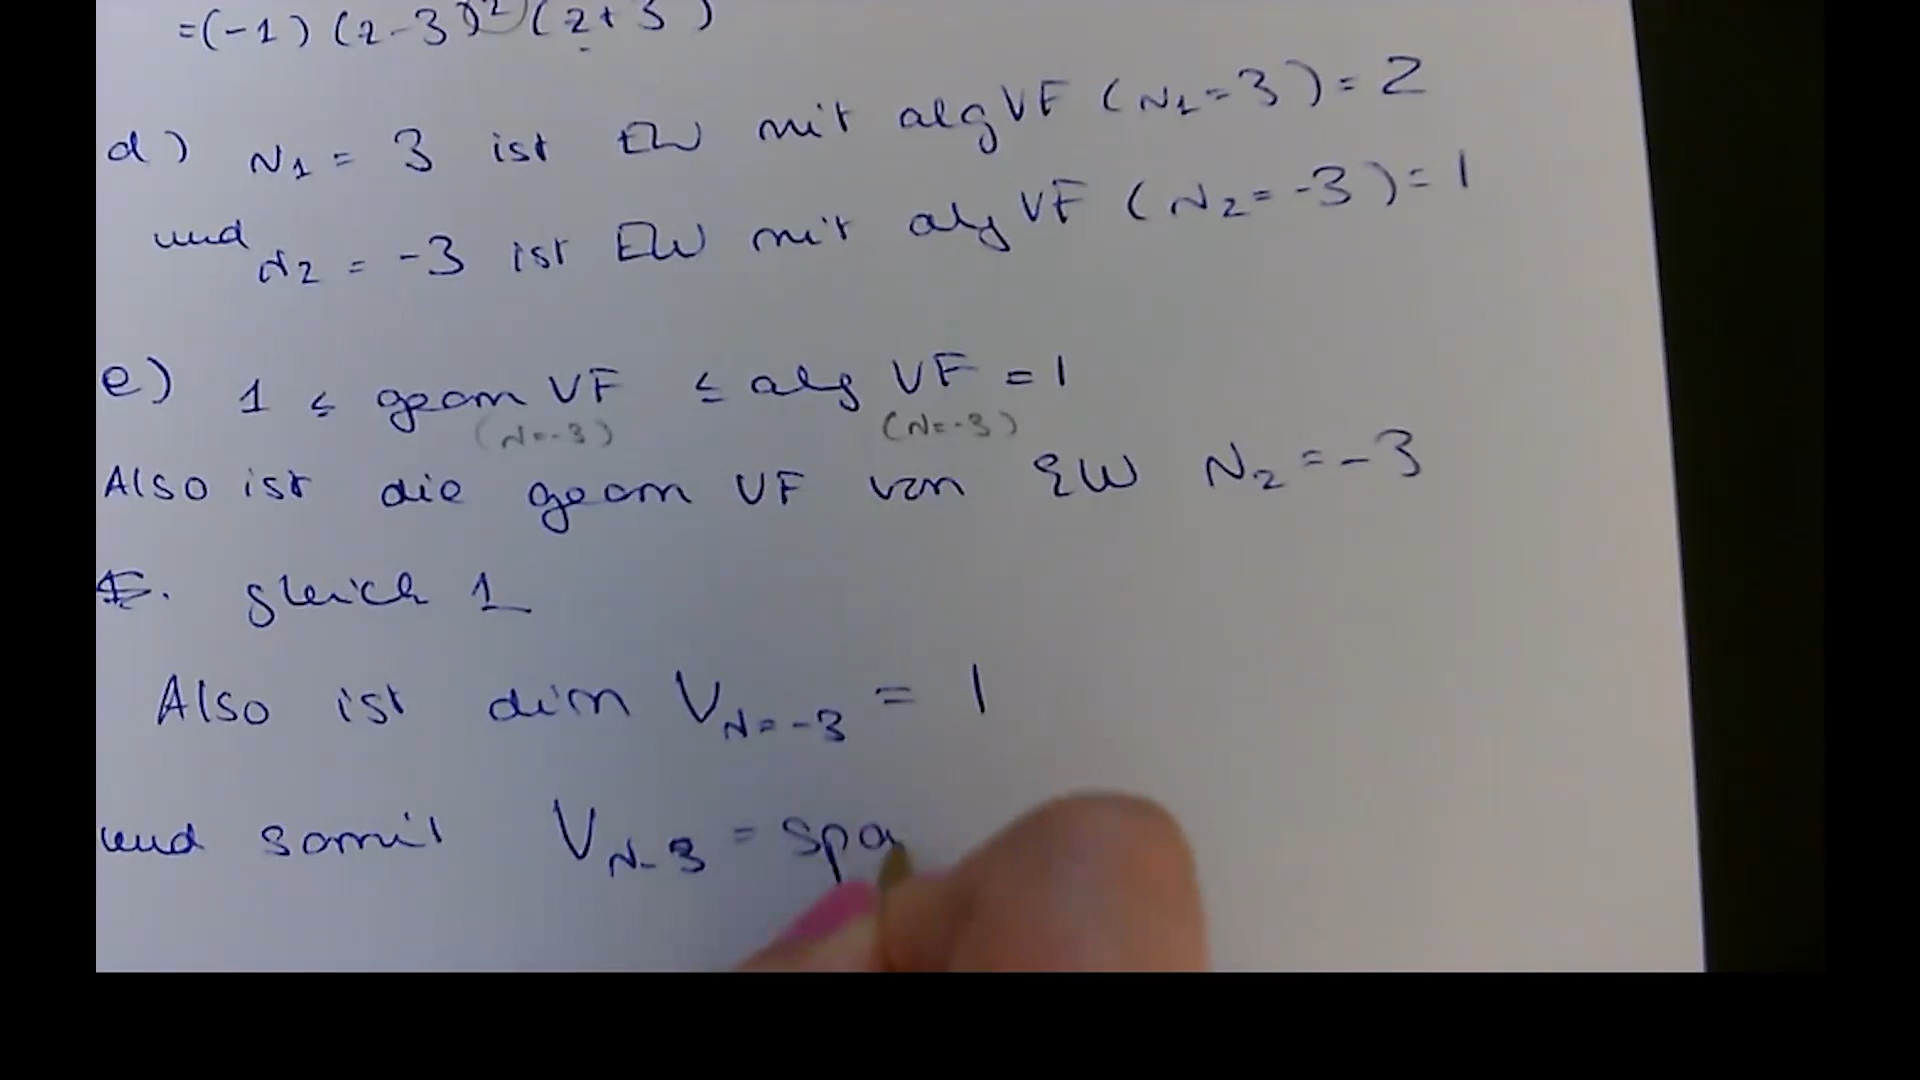 =(-1)(z-3)²(z+3)
d) λ₁ = 3 ist EW mit alg VF (λ₁=3)=2
und λ₂ = -3 ist EW mit alg VF (λ₂=-3)=1
e) 1 ≤ geom VF ≤ alg VF = 1
(λ=-3) (λ=-3)
Also ist die geom VF von EW λ₂=-3
gleich 1
Also ist dim V λ=-3 = 1
und somit V λ-3 = spa